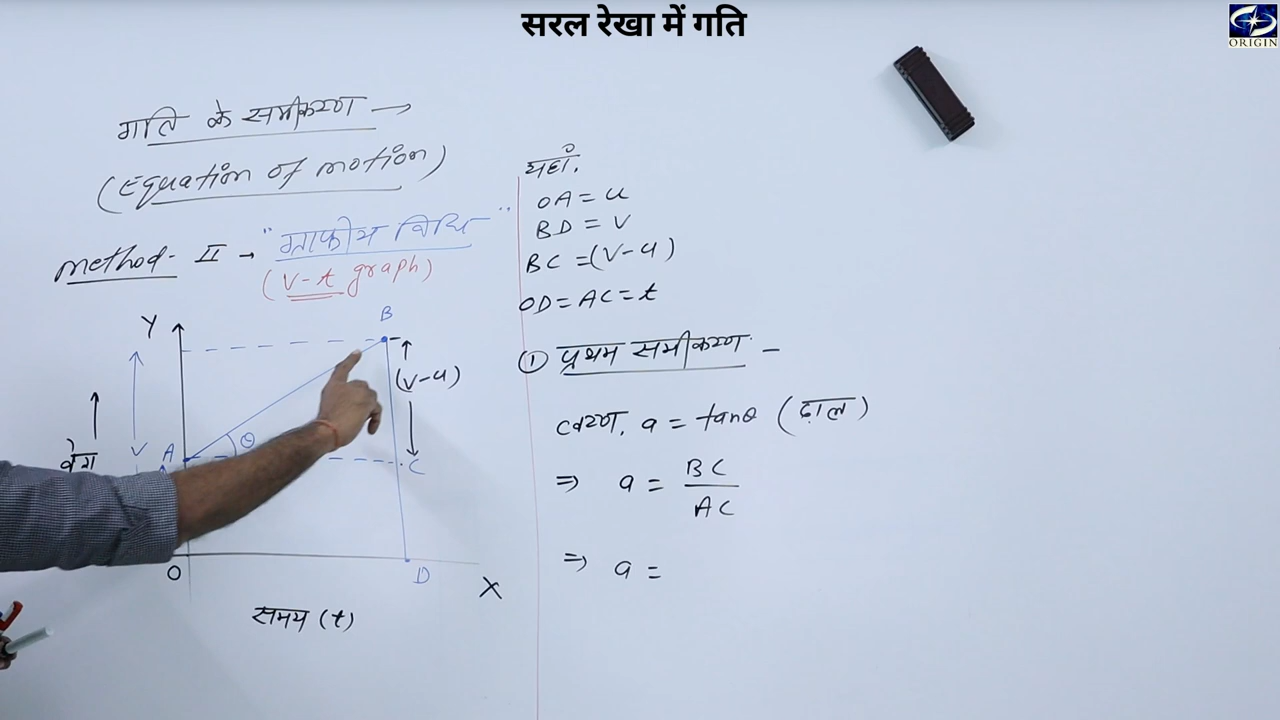 सरल रेखा में गति
ORIGIN
गति के समीकरण →
(Equation of motion)
method- II → "ग्राफीय विधि"
(v-t graph)
Y
B
(v-u)
वेग
V
A
θ
C
O
D
X
समय (t)
यहाँ,
OA = u
BD = v
BC = (v-u)
OD = AC = t
① प्रथम समीकरण –
त्वरण, a = tanθ (ढाल)
⇒ a = BC / AC
⇒ a =